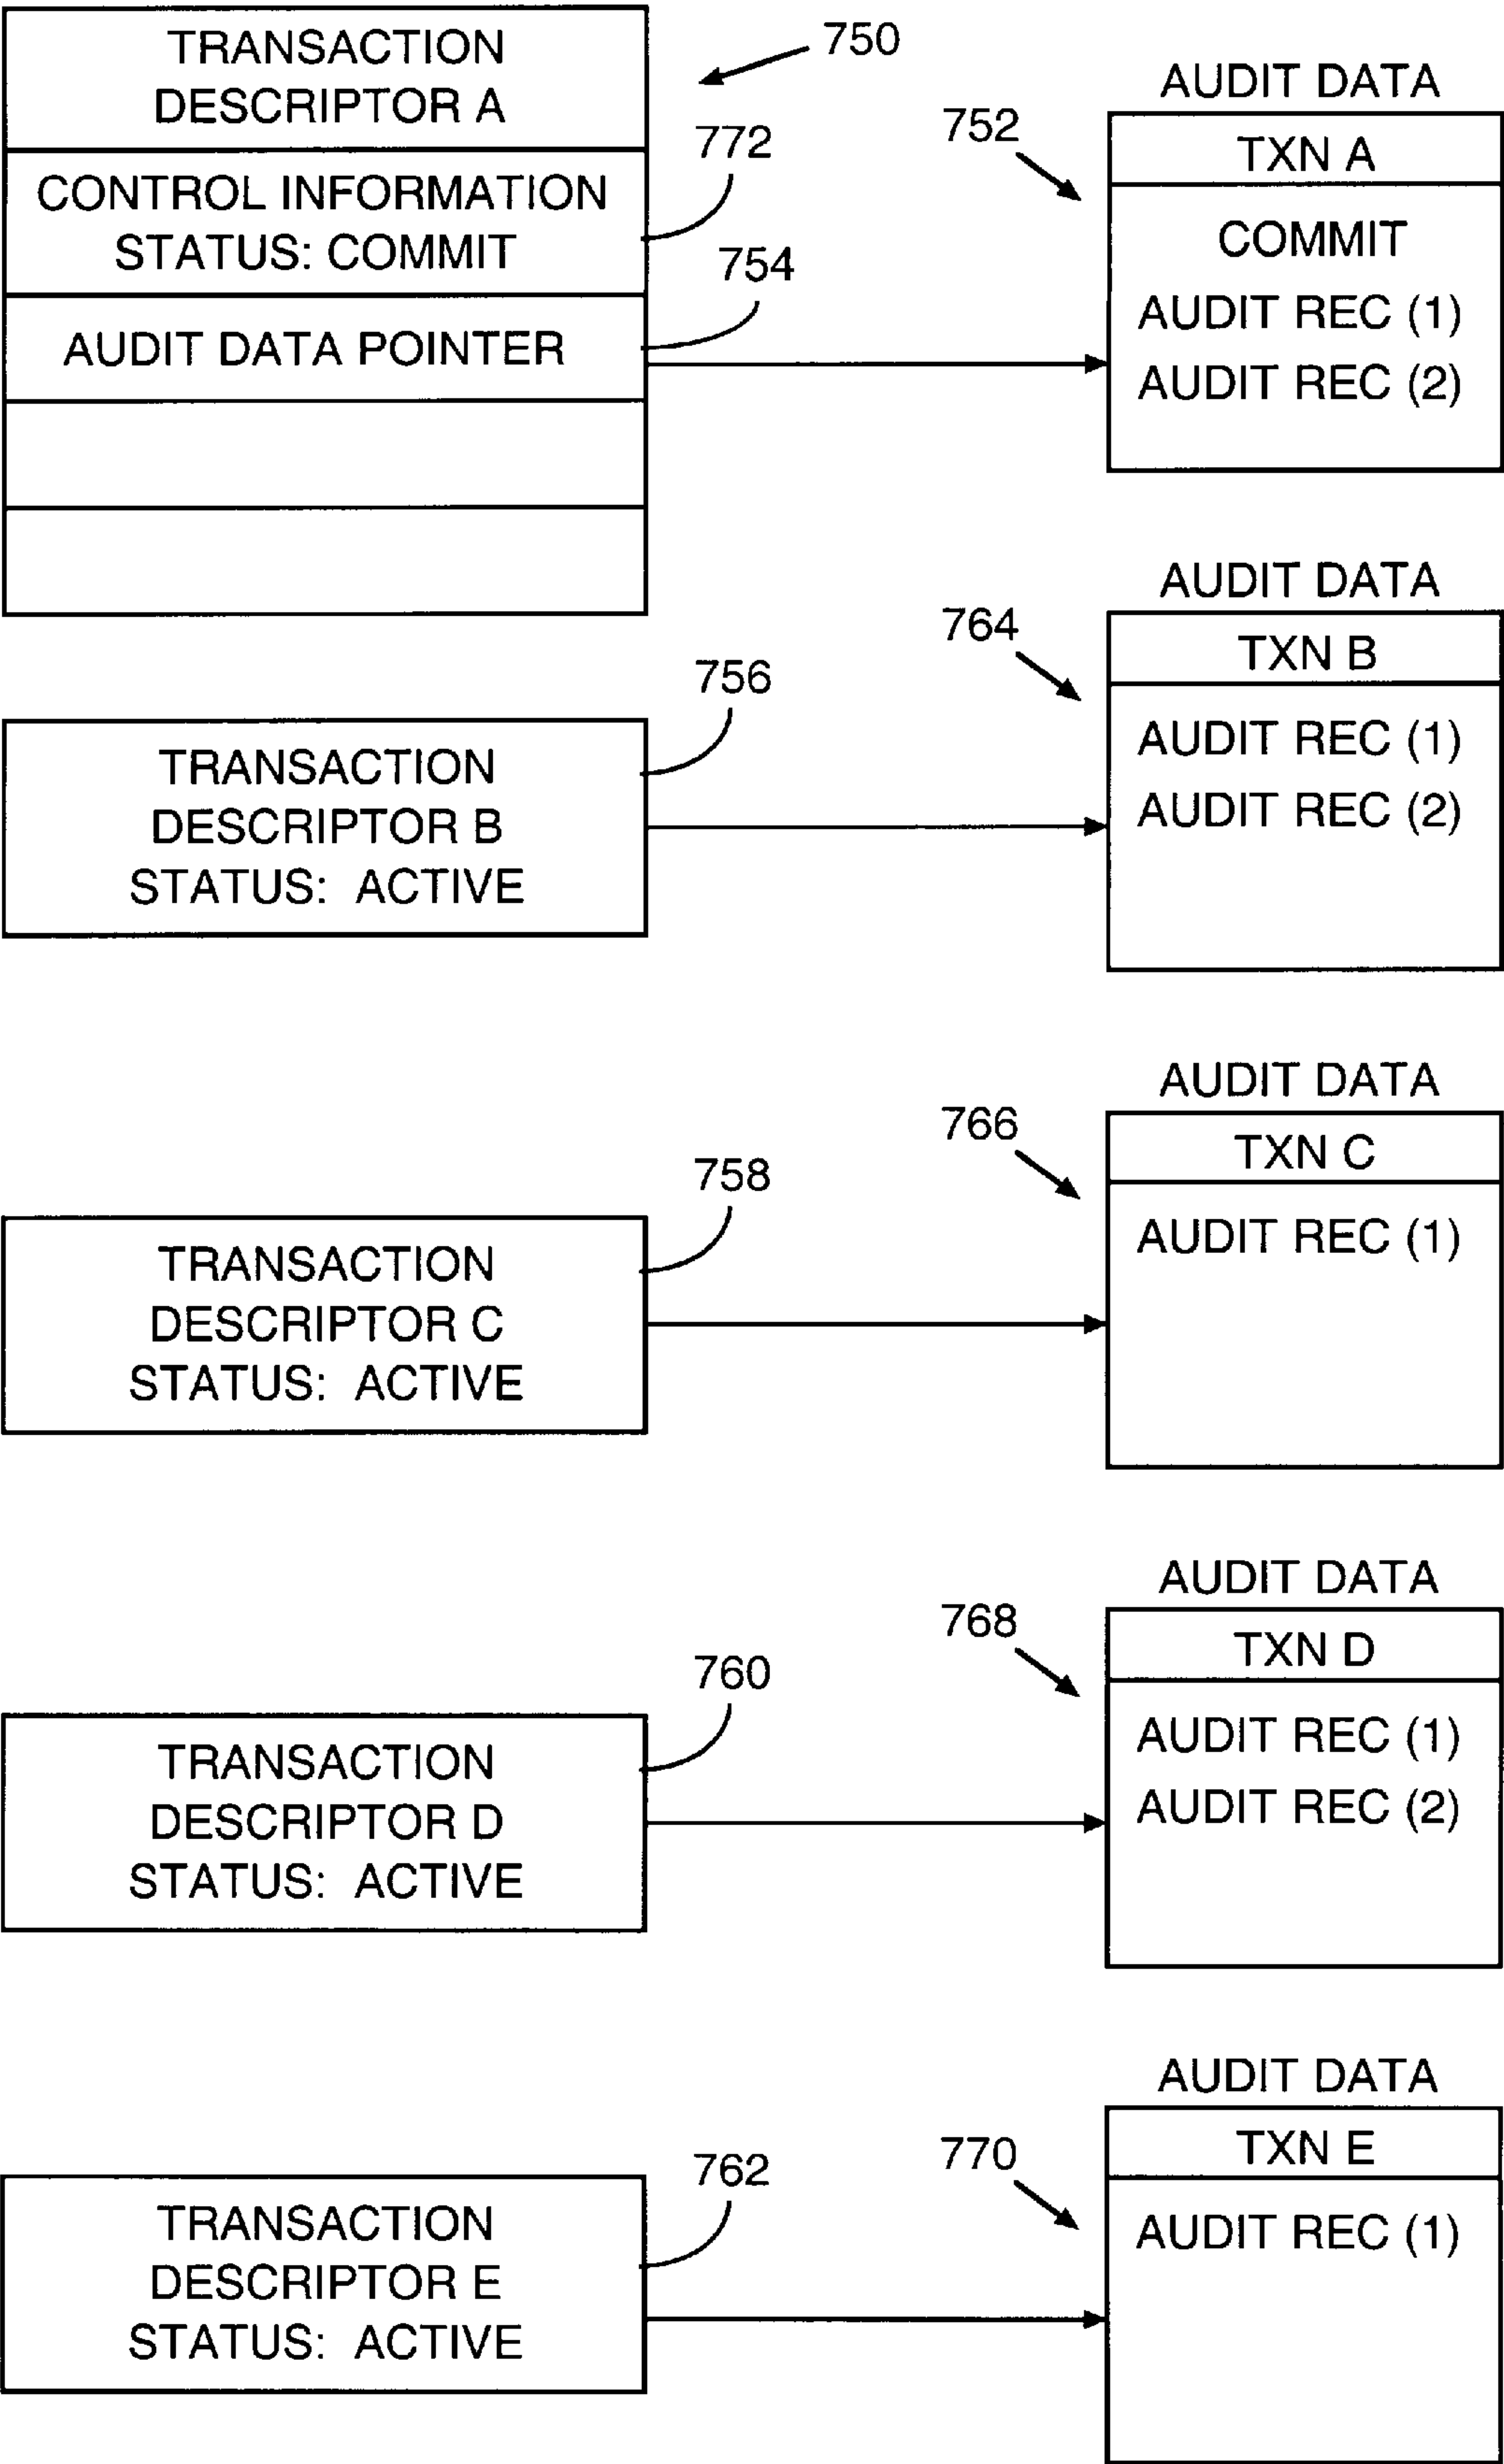 TRANSACTION
DESCRIPTOR A
750
CONTROL INFORMATION
STATUS: COMMIT
772
AUDIT DATA POINTER
754
AUDIT DATA
752
TXN A
COMMIT
AUDIT REC (1)
AUDIT REC (2)
756
TRANSACTION
DESCRIPTOR B
STATUS: ACTIVE
AUDIT DATA
764
TXN B
AUDIT REC (1)
AUDIT REC (2)
758
TRANSACTION
DESCRIPTOR C
STATUS: ACTIVE
AUDIT DATA
766
TXN C
AUDIT REC (1)
760
TRANSACTION
DESCRIPTOR D
STATUS: ACTIVE
AUDIT DATA
768
TXN D
AUDIT REC (1)
AUDIT REC (2)
762
TRANSACTION
DESCRIPTOR E
STATUS: ACTIVE
AUDIT DATA
770
TXN E
AUDIT REC (1)